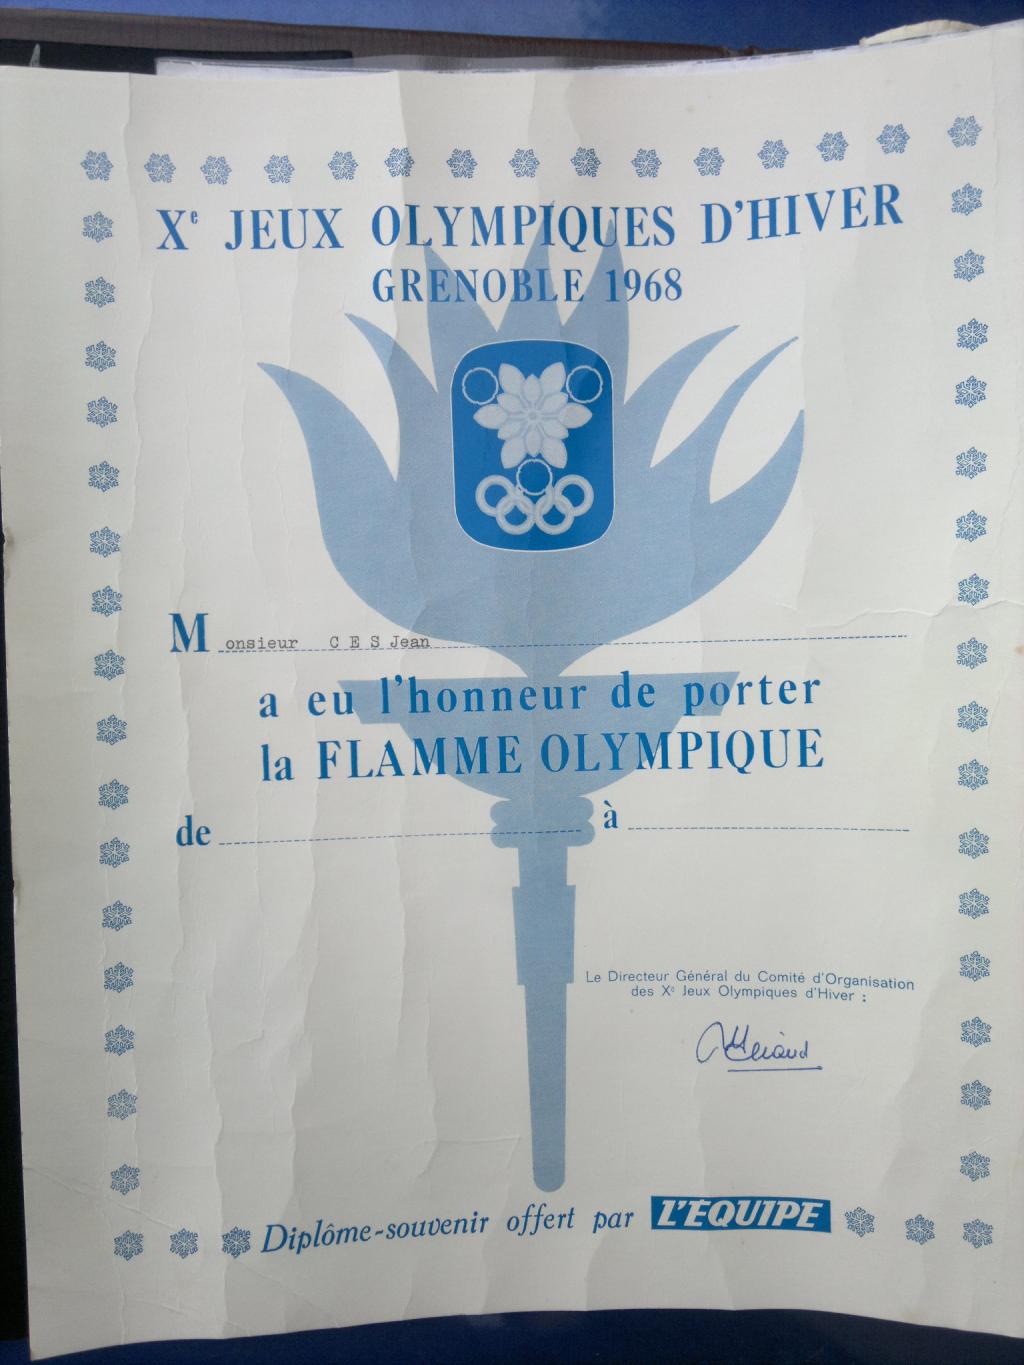 Xe JEUX OLYMPIQUES D'HIVER
GRENOBLE 1968
Monsieur C E S Jean
a eu l'honneur de porter
la FLAMME OLYMPIQUE
de à
Le Directeur Général du Comité d'Organisation
des Xe Jeux Olympiques d'Hiver :
Diplôme-souvenir offert par L'ÉQUIPE